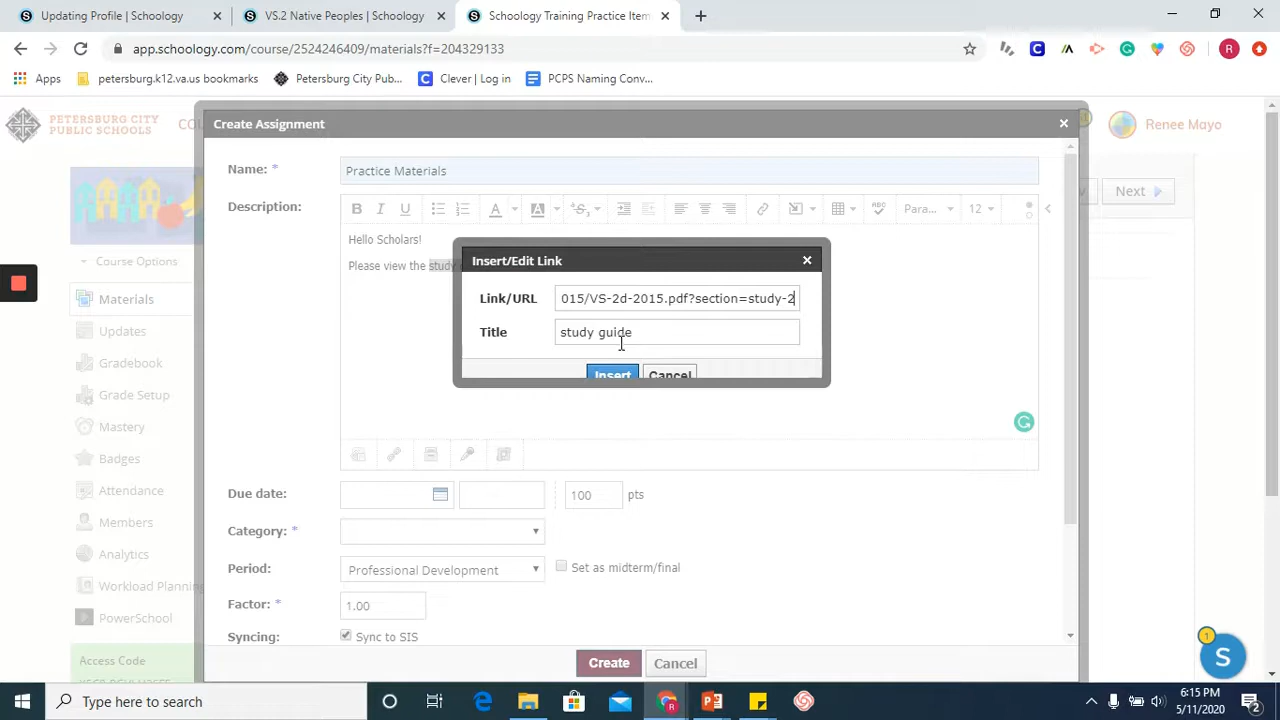 Updating Profile | Schoology
VS.2 Native Peoples | Schoology
Schoology Training Practice Item
app.schoology.com/course/2524246409/materials?f=204329133
Apps
petersburg.k12.va.us bookmarks
Petersburg City Pub...
Clever | Log in
PCPS Naming Conv...
PETERSBURG CITY
PUBLIC SCHOOLS
Renee Mayo
Create Assignment
Name: *
Practice Materials
Description:
B I U
Para...
12
Next
Hello Scholars!
Please view the study
Insert/Edit Link
Link/URL
015/VS-2d-2015.pdf?section=study-2
Title
study guide
Insert
Cancel
Course Options
Materials
Updates
Gradebook
Grade Setup
Mastery
Badges
Attendance
Members
Analytics
Workload Planning
PowerSchool
Access Code
Due date:
100
pts
Category: *
Period:
Professional Development
Set as midterm/final
Factor: *
1.00
Syncing:
Sync to SIS
Create
Cancel
1
S
Type here to search
6:15 PM
5/11/2020
2